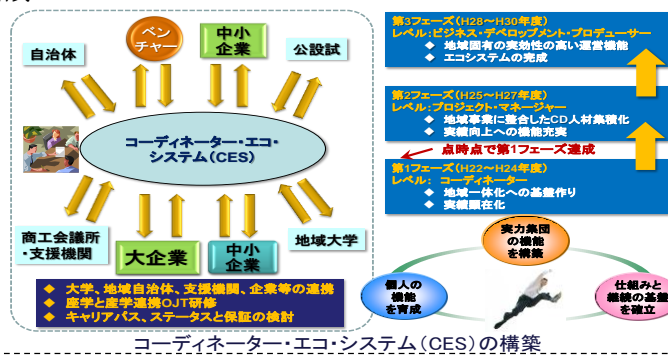 自治体
ベン
チャー
中小
企業
公設試
コーディネーター・エコ・
システム(CES)
商工会議所
・支援機関
大企業
中小
企業
地域大学
◆ 大学、地域自治体、支援機関、企業等の連携
◆ 座学と産学連携OJT研修
◆ キャリアパス、ステータスと保証の検討
第3フェーズ(H28~H30年度)
レベル:ビジネス・デベロップメント・プロデューサー
◆ 地域固有の実効性の高い運営機能
◆ エコシステムの完成
第2フェーズ(H25~H27年度)
レベル:プロジェクト・マネージャー
◆ 地域事業に整合したCD人材集積化
◆ 実績向上への機能充実
点時点で第1フェーズ達成
第1フェーズ(H22~H24年度)
レベル: コーディネーター
◆ 地域一体化への基盤作り
◆ 実績顕在化
実力集団
の機能
を構築
個人の
機能
を育成
仕組みと
継続の基盤
を確立
コーディネーター・エコ・システム(CES)の構築